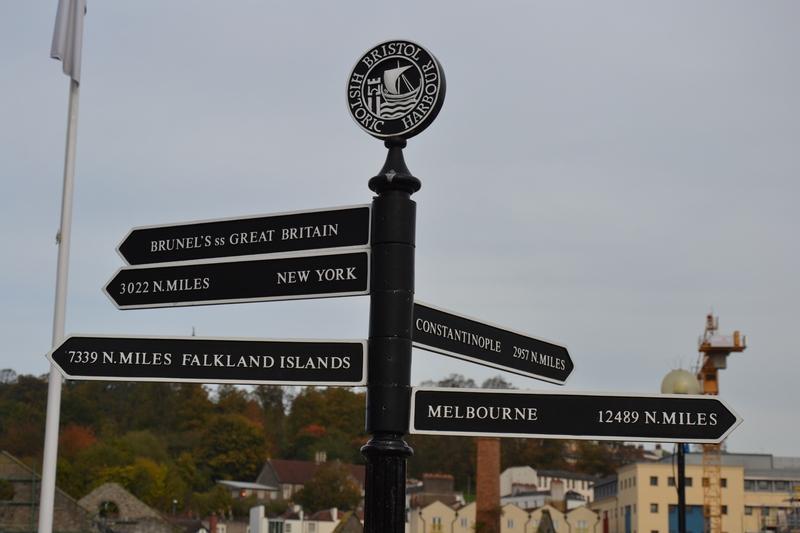 BRISTOL
HISTORIC HARBOUR
BRUNEL'S ss GREAT BRITAIN
3022 N.MILES NEW YORK
CONSTANTINOPLE 2957 N.MILES
7339 N.MILES FALKLAND ISLANDS
MELBOURNE 12489 N.MILES